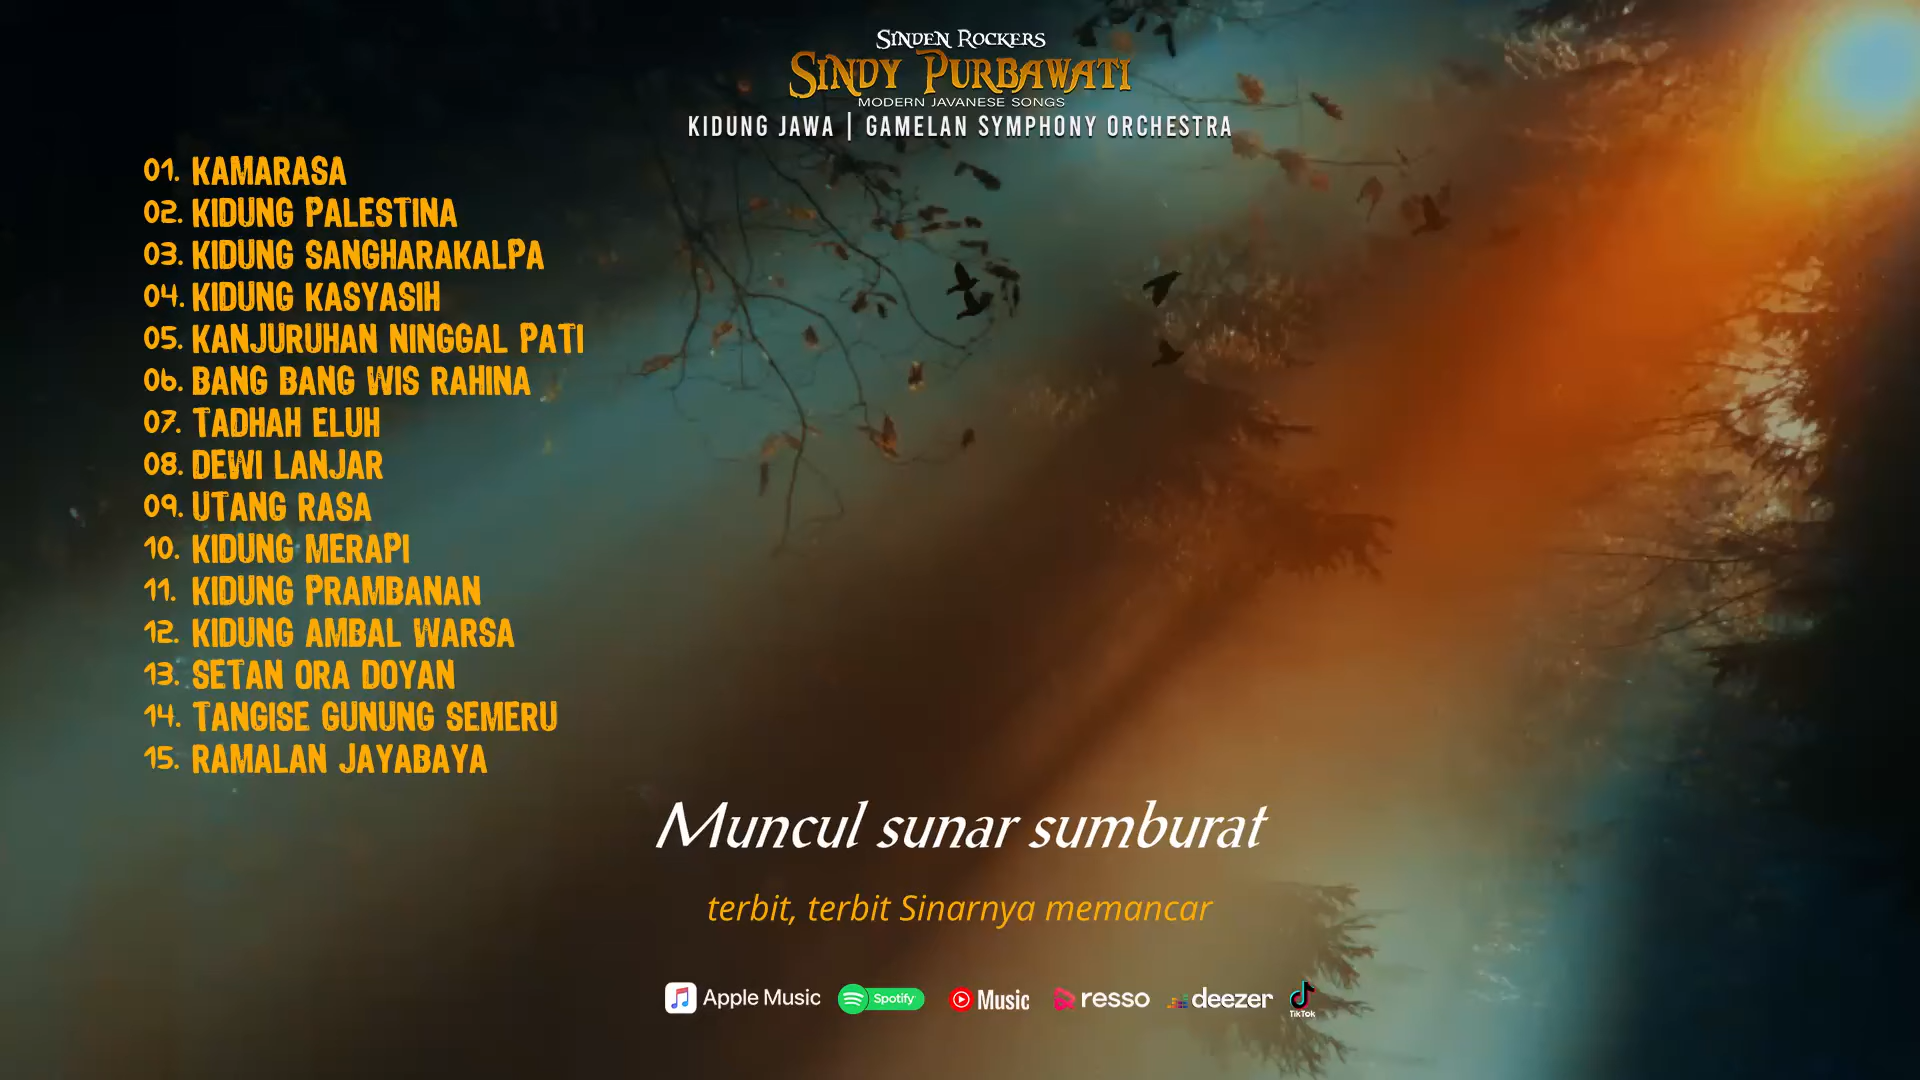 SINDEN ROCKERS
SINDY PURBAWATI
MODERN JAVANESE SONGS
KIDUNG JAWA | GAMELAN SYMPHONY ORCHESTRA
01. KAMARASA
02. KIDUNG PALESTINA
03. KIDUNG SANGHARAKALPA
04. KIDUNG KASYASIH
05. KANJURUHAN NINGGAL PATI
06. BANG BANG WIS RAHINA
07. TADHAH ELUH
08. DEWI LANJAR
09. UTANG RASA
10. KIDUNG MERAPI
11. KIDUNG PRAMBANAN
12. KIDUNG AMBAL WARSA
13. SETAN ORA DOYAN
14. TANGISE GUNUNG SEMERU
15. RAMALAN JAYABAYA
Muncul sunar sumburat
terbit, terbit Sinarnya memancar
Apple Music Spotify Music resso deezer TikTok